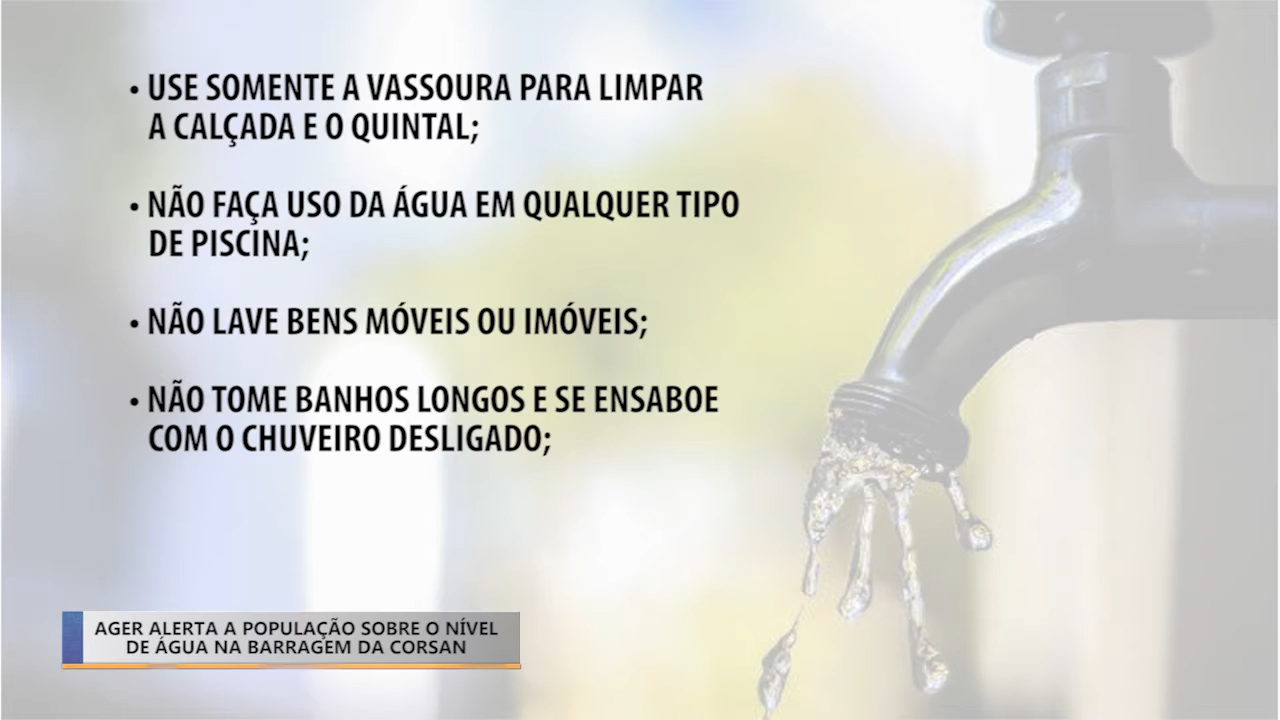 • USE SOMENTE A VASSOURA PARA LIMPAR
A CALÇADA E O QUINTAL;
• NÃO FAÇA USO DA ÁGUA EM QUALQUER TIPO
DE PISCINA;
• NÃO LAVE BENS MÓVEIS OU IMÓVEIS;
• NÃO TOME BANHOS LONGOS E SE ENSABOE
COM O CHUVEIRO DESLIGADO;
AGER ALERTA A POPULAÇÃO SOBRE O NÍVEL
DE ÁGUA NA BARRAGEM DA CORSAN